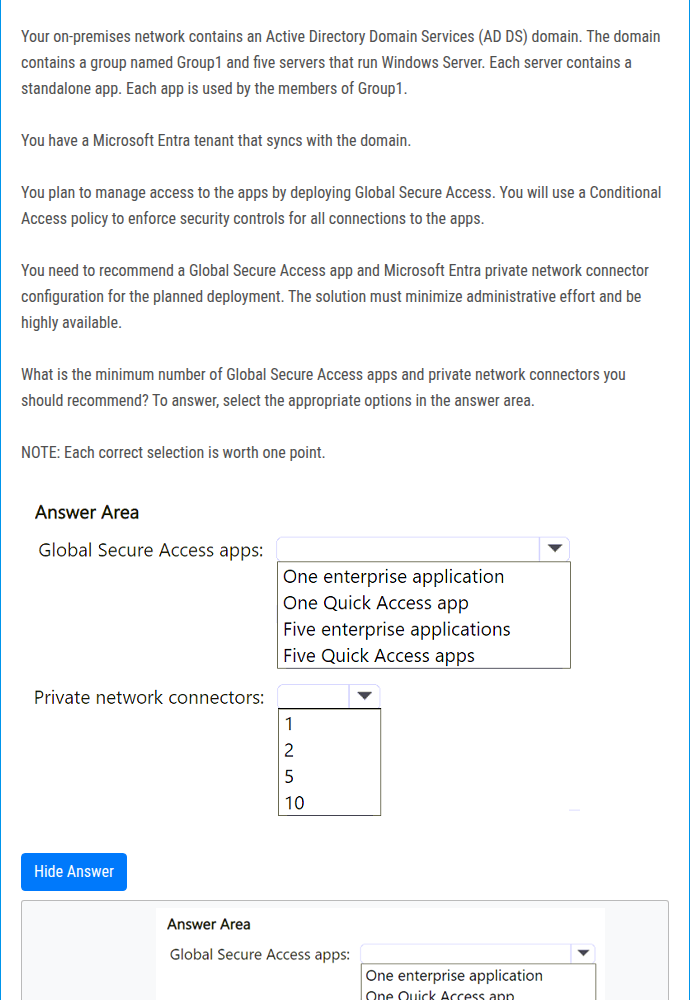 Your on-premises network contains an Active Directory Domain Services (AD DS) domain. The domain
contains a group named Group1 and five servers that run Windows Server. Each server contains a
standalone app. Each app is used by the members of Group1.
You have a Microsoft Entra tenant that syncs with the domain.
You plan to manage access to the apps by deploying Global Secure Access. You will use a Conditional
Access policy to enforce security controls for all connections to the apps.
You need to recommend a Global Secure Access app and Microsoft Entra private network connector
configuration for the planned deployment. The solution must minimize administrative effort and be
highly available.
What is the minimum number of Global Secure Access apps and private network connectors you
should recommend? To answer, select the appropriate options in the answer area.
NOTE: Each correct selection is worth one point.
Answer Area
Global Secure Access apps:
One enterprise application
One Quick Access app
Five enterprise applications
Five Quick Access apps
Private network connectors:
1
2
5
10
Hide Answer
Answer Area
Global Secure Access apps:
One enterprise application
One Quick Access app